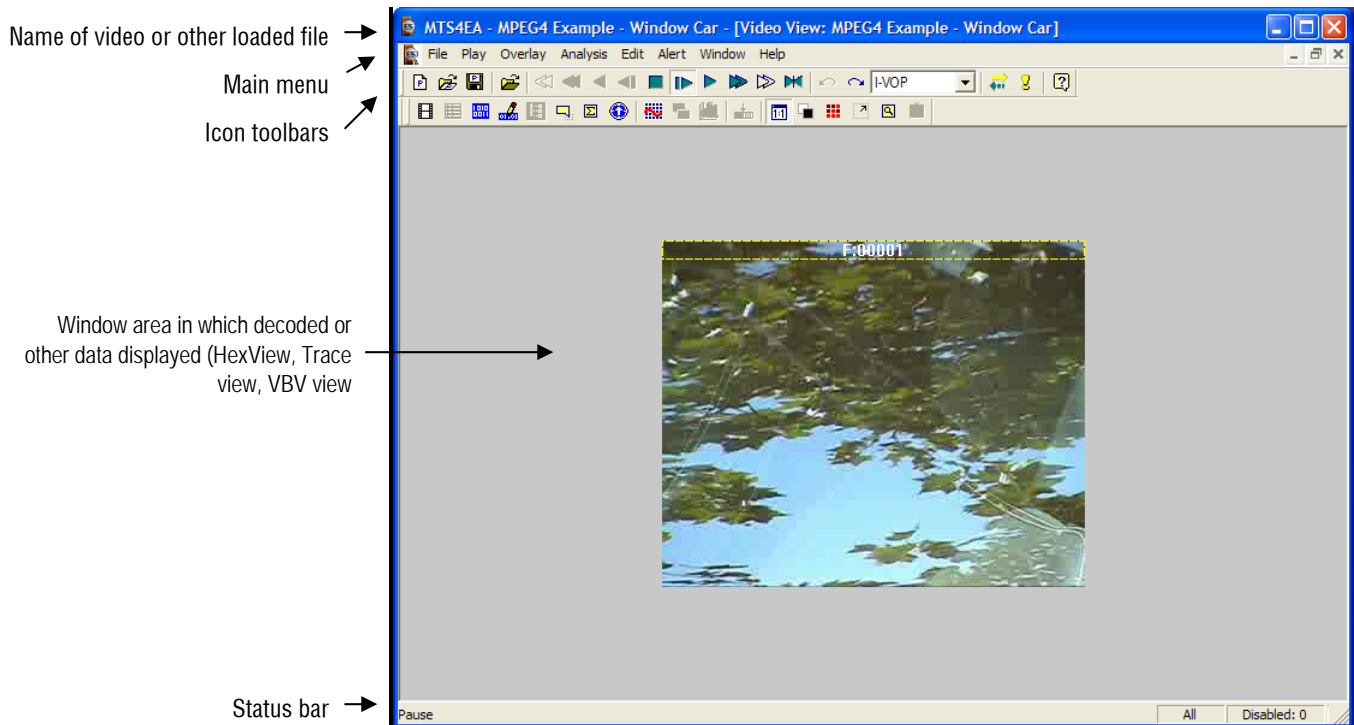 Name of video or other loaded file
Main menu
Icon toolbars
Window area in which decoded or
other data displayed (HexView, Trace
view, VBV view
Status bar
MTS4EA - MPEG4 Example - Window Car - [Video View: MPEG4 Example - Window Car]
File Play Overlay Analysis Edit Alert Window Help
I-VOP
1:1
F:00001
Pause
All
Disabled: 0